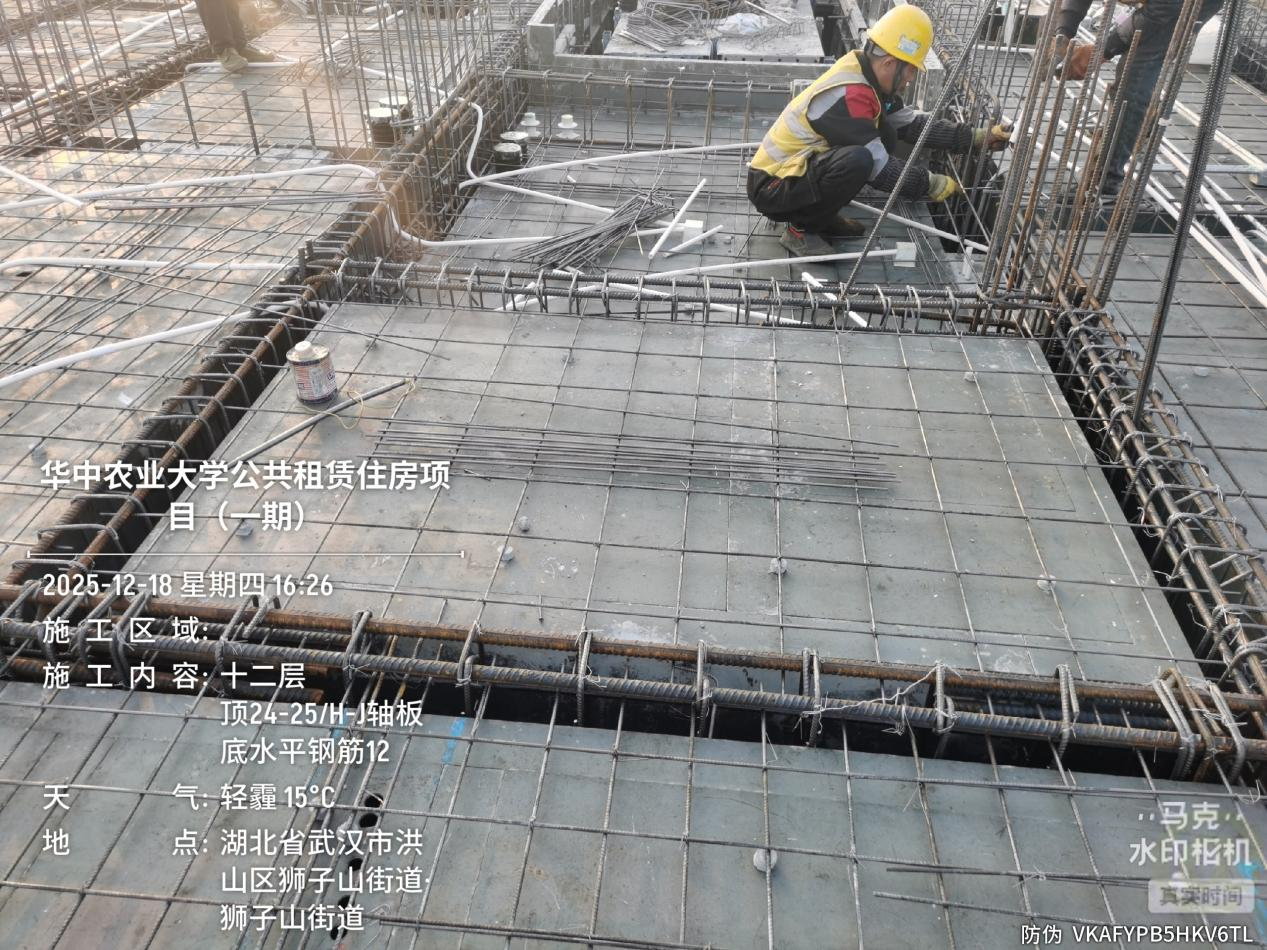 华中农业大学公共租赁住房项
目（一期）
2025-12-18 星期四 16:26
施工区域:
施工内容: 十二层
顶24-25/H-J轴板
底水平钢筋12
天气: 轻霾 15°C
地点: 湖北省武汉市洪
山区狮子山街道·
狮子山街道
马克
水印相机
真实时间
防伪 VKAFYPB5HKV6TL